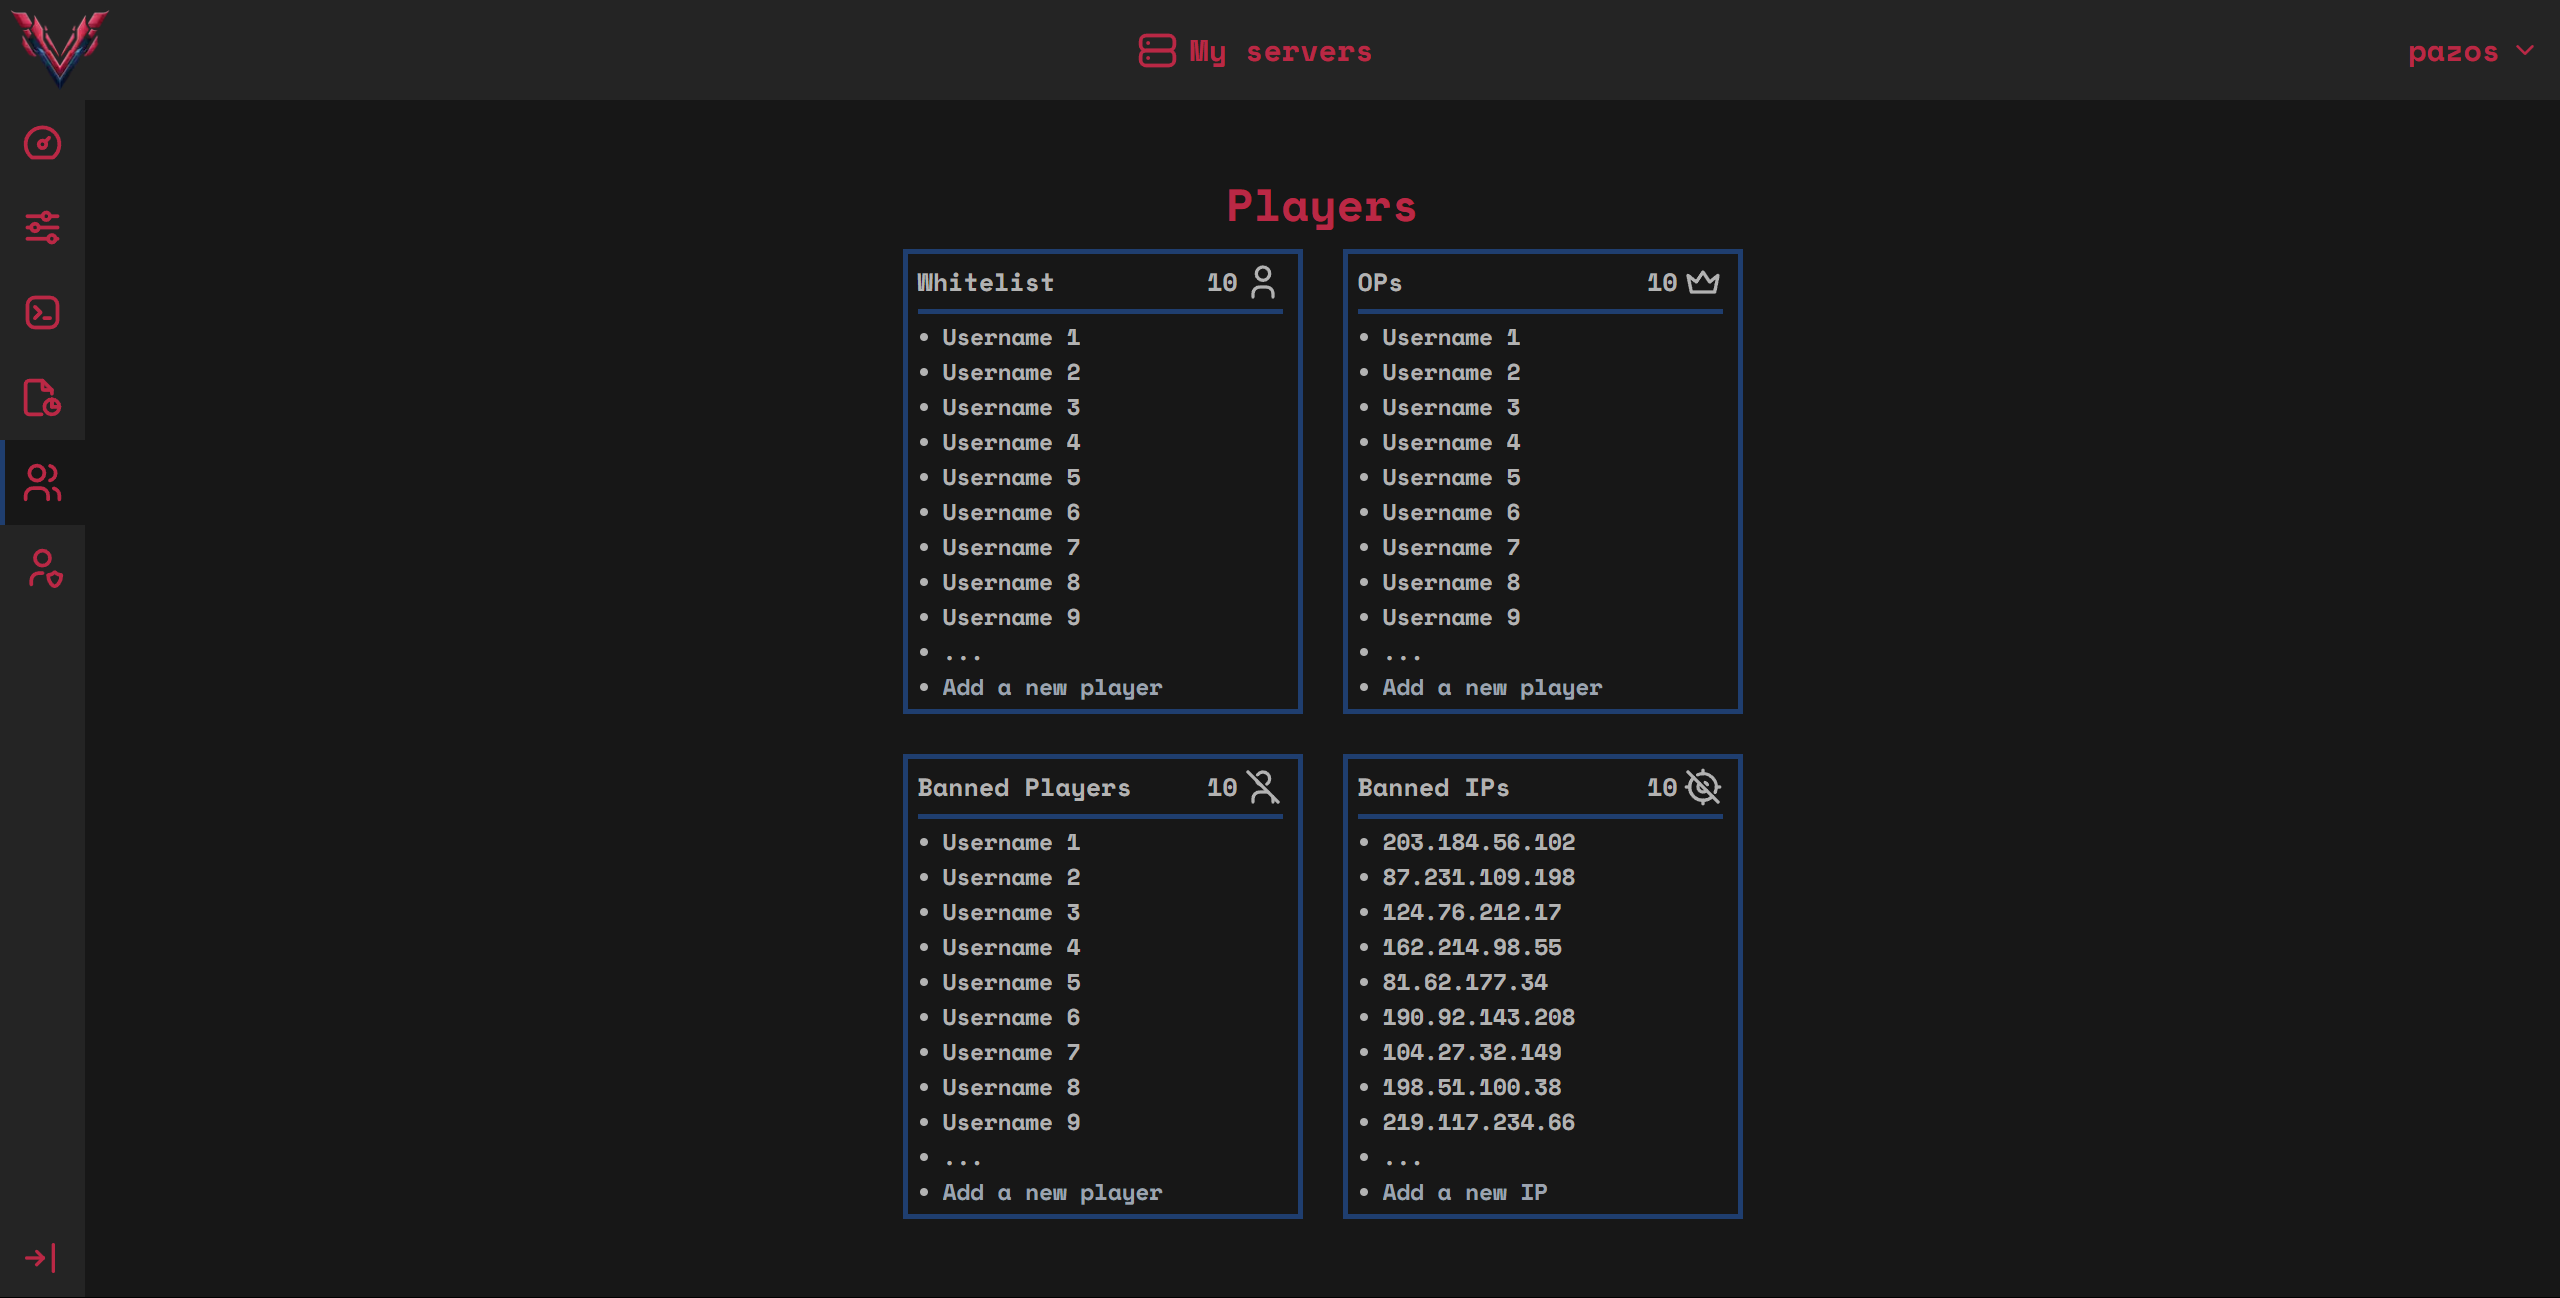 My servers
pazos
Players
Whitelist 10
• Username 1
• Username 2
• Username 3
• Username 4
• Username 5
• Username 6
• Username 7
• Username 8
• Username 9
• ...
• Add a new player
OPs 10
• Username 1
• Username 2
• Username 3
• Username 4
• Username 5
• Username 6
• Username 7
• Username 8
• Username 9
• ...
• Add a new player
Banned Players 10
• Username 1
• Username 2
• Username 3
• Username 4
• Username 5
• Username 6
• Username 7
• Username 8
• Username 9
• ...
• Add a new player
Banned IPs 10
• 203.184.56.102
• 87.231.109.198
• 124.76.212.17
• 162.214.98.55
• 81.62.177.34
• 190.92.143.208
• 104.27.32.149
• 198.51.100.38
• 219.117.234.66
• ...
• Add a new IP